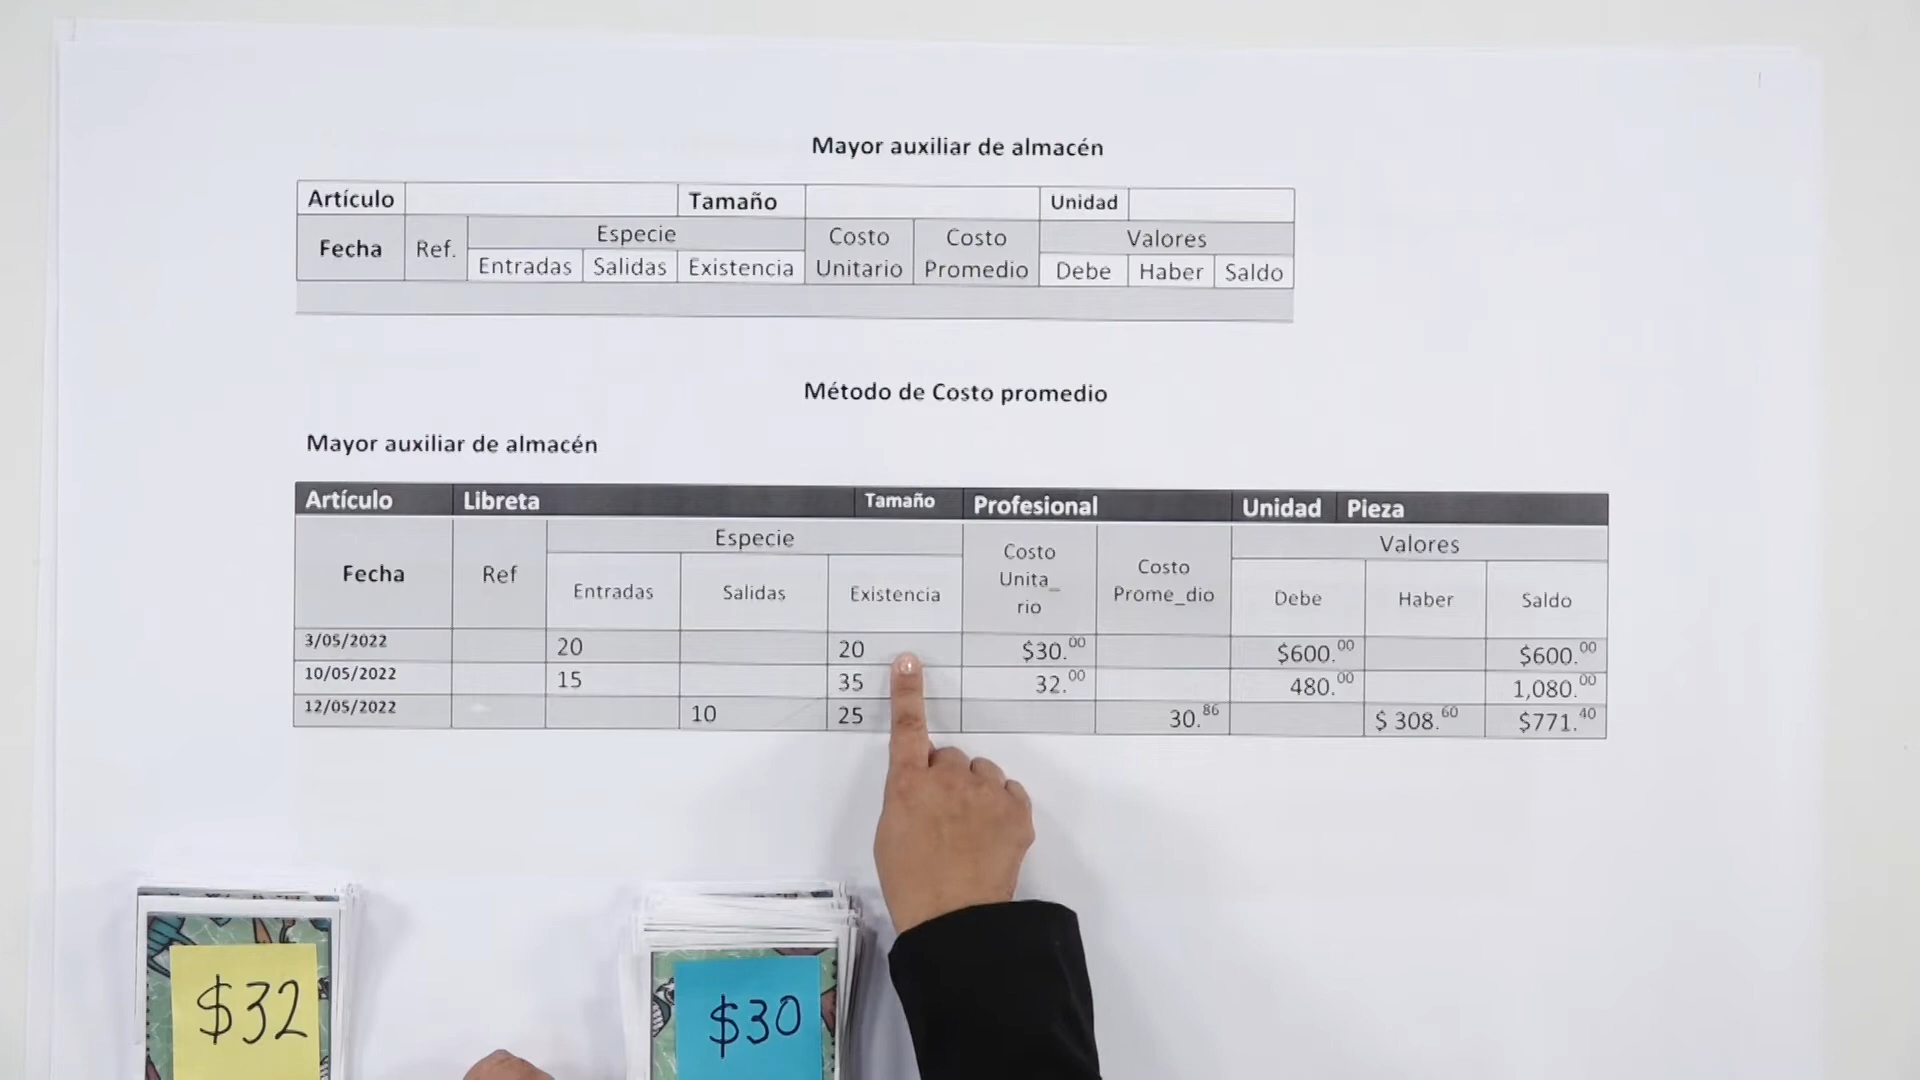 Mayor auxiliar de almacén
Artículo Tamaño Unidad
Fecha Ref. Especie Costo Unitario Costo Promedio Valores
Entradas Salidas Existencia Debe Haber Saldo
Método de Costo promedio
Mayor auxiliar de almacén
Artículo Libreta Tamaño Profesional Unidad Pieza
Fecha Ref Especie Costo Unita_rio Costo Prome_dio Valores
Entradas Salidas Existencia Debe Haber Saldo
3/05/2022 20 20 $30.00 $600.00 $600.00
10/05/2022 15 35 32.00 480.00 1,080.00
12/05/2022 10 25 30.86 $ 308.60 $771.40
$32
$30